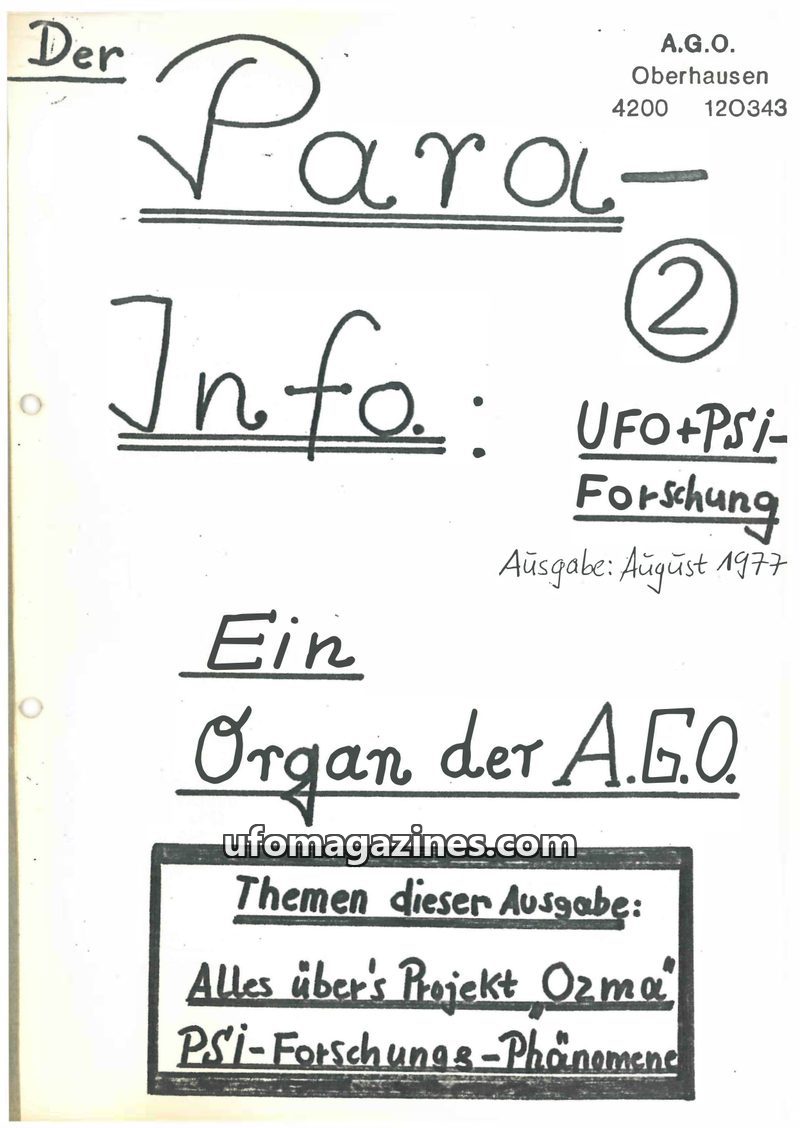 Der
A.G.O.
Oberhausen
4200 120343
Para-
2
Info.:
UFO+PSi-
Forschung
Ausgabe: August 1977
Ein
Organ der A.G.O.
ufomagazines.com
Themen dieser Ausgabe:
Alles über's Projekt „Ozma"
PSi-Forschungs-Phänomene